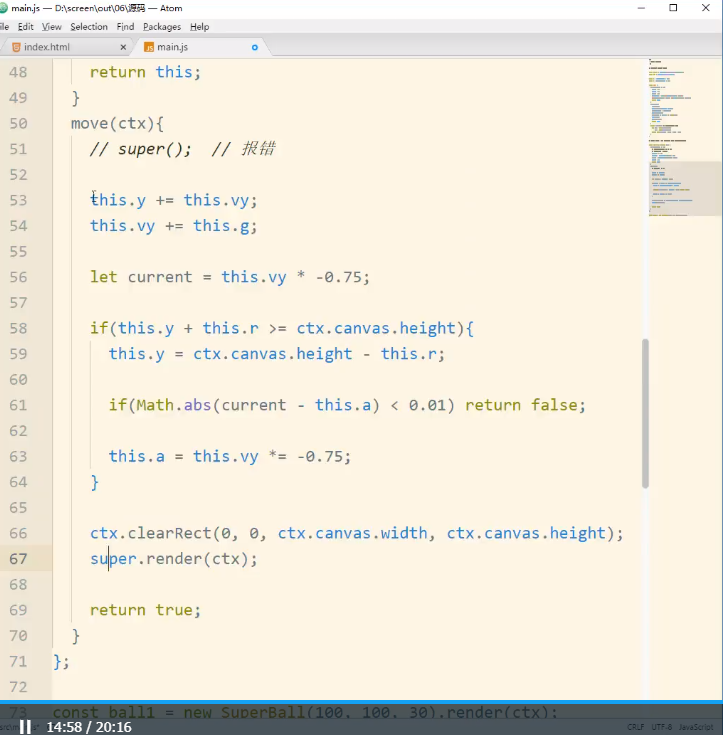 main.js — D:\screen\out\06\源码 — Atom
ile Edit View Selection Find Packages Help
index.html × main.js
48 return this;
49 }
50 move(ctx){
51 // super(); // 报错
52
53 this.y += this.vy;
54 this.vy += this.g;
55
56 let current = this.vy * -0.75;
57
58 if(this.y + this.r >= ctx.canvas.height){
59 this.y = ctx.canvas.height - this.r;
60
61 if(Math.abs(current - this.a) < 0.01) return false;
62
63 this.a = this.vy *= -0.75;
64 }
65
66 ctx.clearRect(0, 0, ctx.canvas.width, ctx.canvas.height);
67 super.render(ctx);
68
69 return true;
70 }
71 };
72
73 const ball1 = new SuperBall(100, 100, 30).render(ctx);
14:58 / 20:16 CRLF UTF-8 JavaScript